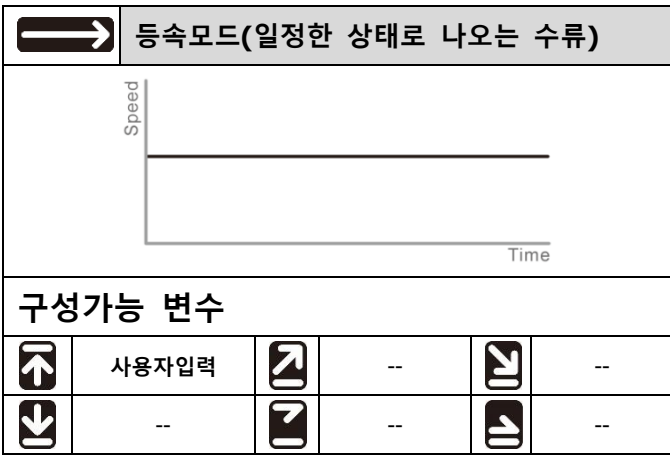 등속모드(일정한 상태로 나오는 수류)
Speed
Time
구성가능 변수
사용자입력 -- --
-- -- --